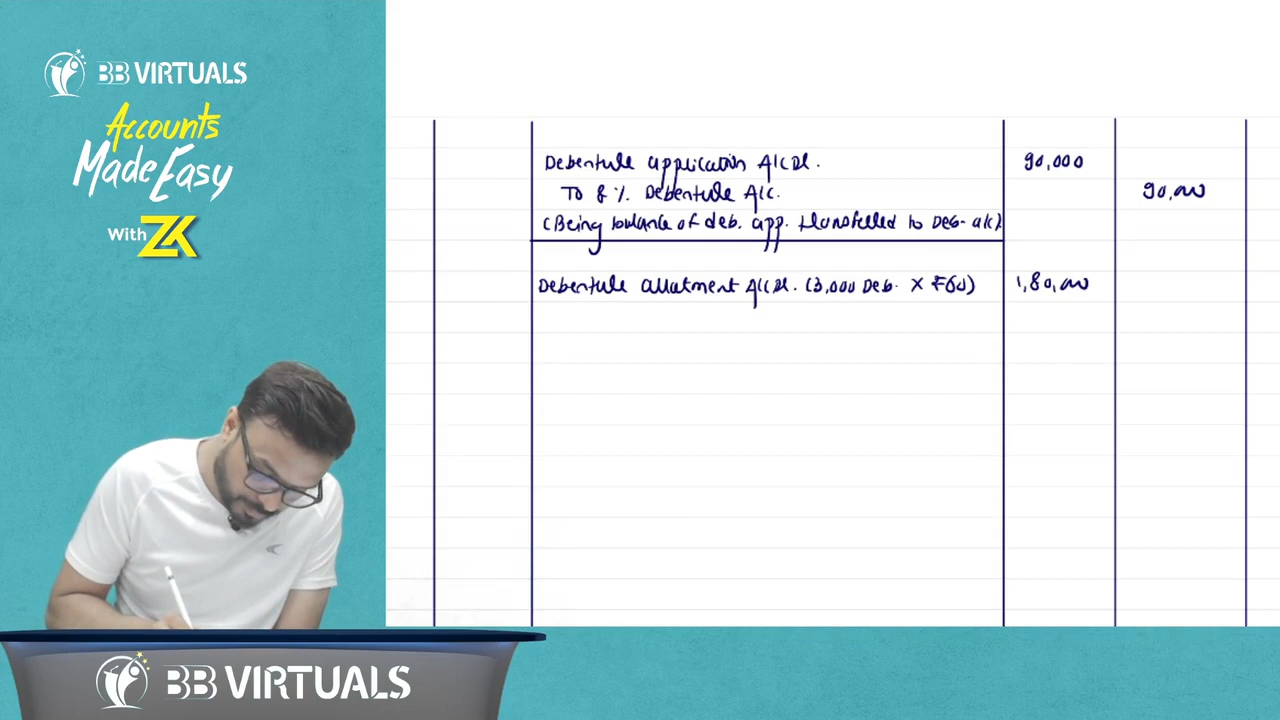 BB VIRTUALS
Accounts
Made Easy
With ZK
Debenture application A/c Dr. 90,000
To 8% Debenture A/c. 90,000
(Being balance of deb. app. transferred to Deb. a/c)
Debenture allotment A/c Dr. (3,000 Deb. × ₹60) 1,80,000
BB VIRTUALS